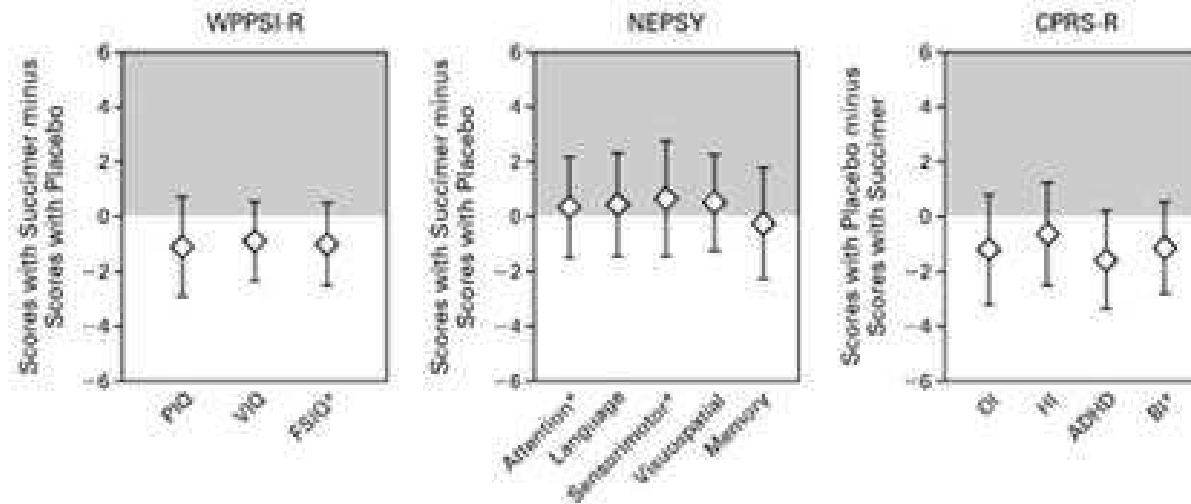 WPPSI-R
Scores with Succimer minus
Scores with Placebo
6
4
2
0
−2
−4
−6
PIQ
VIQ
FSIQ*
NEPSY
Scores with Succimer minus
Scores with Placebo
6
4
2
0
−2
−4
−6
Attention*
Language
Sensorimotor*
Visuospatial
Memory
CPRS-R
Scores with Placebo minus
Scores with Succimer
6
4
2
0
−2
−4
−6
OI
HI
ADHD
BI*